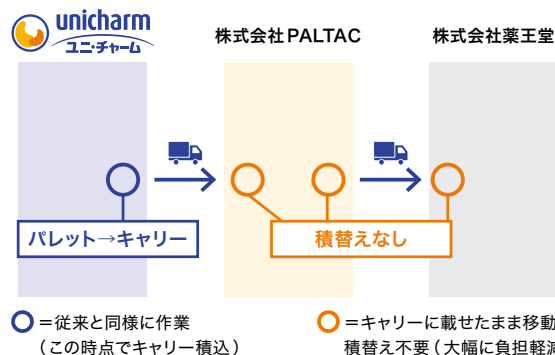 unicharm
ユニ・チャーム
株式会社PALTAC
株式会社薬王堂
パレット→キャリー
積替えなし
=従来と同様に作業
(この時点でキャリー積込)
=キャリーに載せたまま移動
積替え不要(大幅に負担軽減